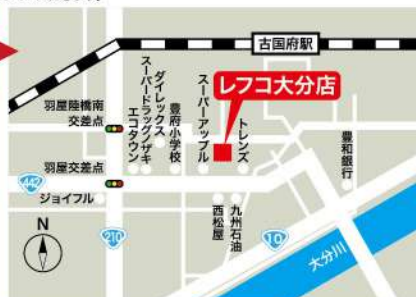 古国府駅
レフコ大分店
羽屋陸橋南
交差点
エコタウン
スーパードラッグノザキ
ダイレックス
豊府小学校
スーパーアップル
トレンズ
豊和銀行
羽屋交差点
442
ジョイフル
西松屋
九州石油
N
210
10
大分川